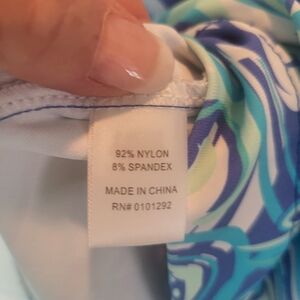 92% NYLON
8% SPANDEX
MADE IN CHINA
RN# 0101292